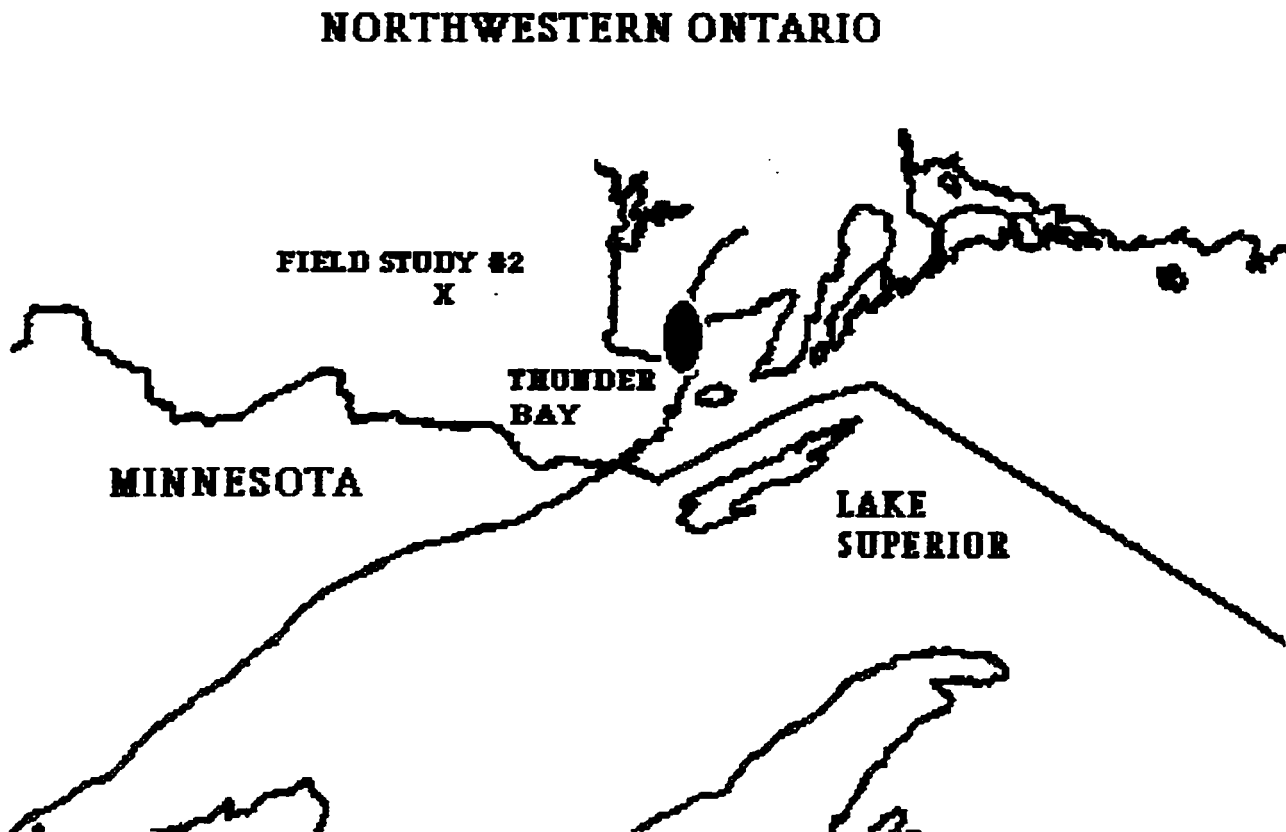 NORTHWESTERN ONTARIO
FIELD STUDY #2
X
THUNDER
BAY
MINNESOTA
LAKE
SUPERIOR